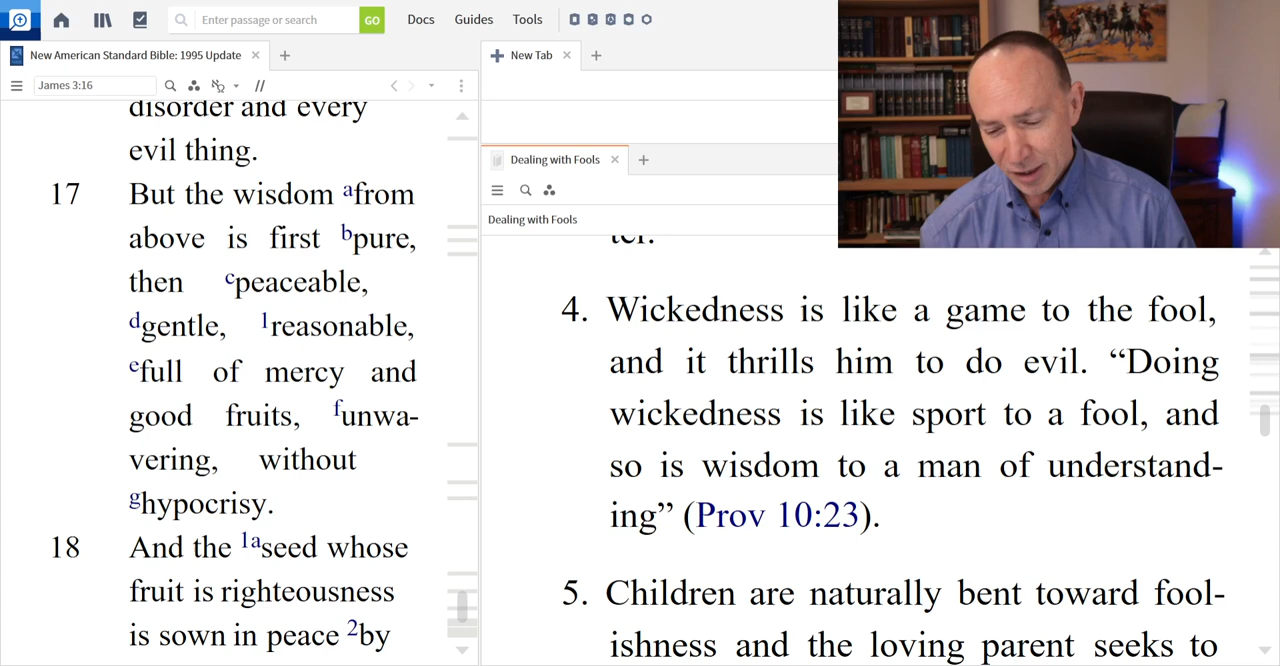 Enter passage or search GO Docs Guides Tools
New American Standard Bible: 1995 Update
James 3:16
disorder and every
evil thing.
17 But the wisdom afrom
above is first bpure,
then cpeaceable,
dgentle, 1reasonable,
efull of mercy and
good fruits, funwa-
vering, without
ghypocrisy.
18 And the 1aseed whose
fruit is righteousness
is sown in peace 2by
New Tab
Dealing with Fools
Dealing with Fools
ter.
4. Wickedness is like a game to the fool,
and it thrills him to do evil. “Doing
wickedness is like sport to a fool, and
so is wisdom to a man of understand-
ing” (Prov 10:23).
5. Children are naturally bent toward fool-
ishness and the loving parent seeks to